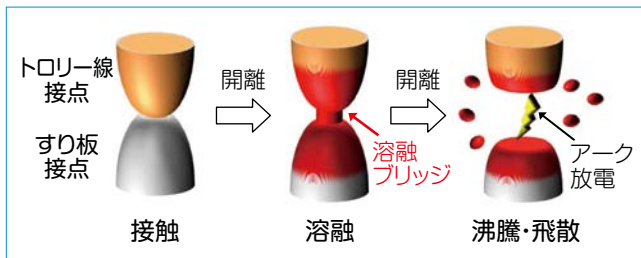 トロリー線
接点
すり板
接点
開離
溶融
ブリッジ
開離
アーク
放電
接触
溶融
沸騰・飛散